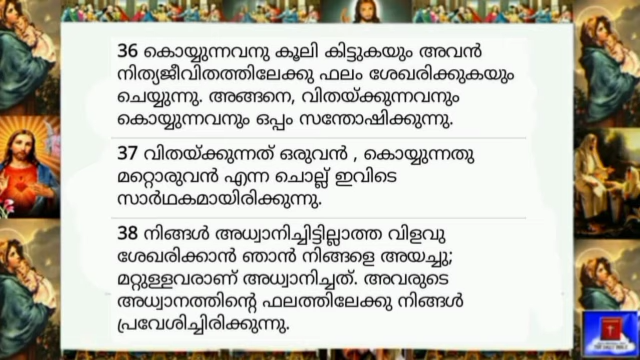 36 കൊയ്യുന്നവനു കൂലി കിട്ടുകയും അവൻ
നിത്യജീവിതത്തിലേക്കു ഫലം ശേഖരിക്കുകയും
ചെയ്യുന്നു. അങ്ങനെ, വിതയ്ക്കുന്നവനും
കൊയ്യുന്നവനും ഒപ്പം സന്തോഷിക്കുന്നു.
37 വിതയ്ക്കുന്നത് ഒരുവൻ , കൊയ്യുന്നതു
മറ്റൊരുവൻ എന്ന ചൊല്ല് ഇവിടെ
സാർഥകമായിരിക്കുന്നു.
38 നിങ്ങൾ അധ്വാനിച്ചിട്ടില്ലാത്ത വിളവു
ശേഖരിക്കാൻ ഞാൻ നിങ്ങളെ അയച്ചു;
മറ്റുള്ളവരാണ് അധ്വാനിച്ചത്. അവരുടെ
അധ്വാനത്തിന്റെ ഫലത്തിലേക്കു നിങ്ങൾ
പ്രവേശിച്ചിരിക്കുന്നു.